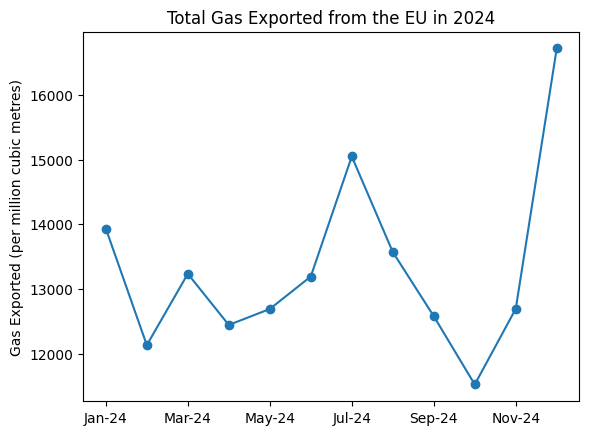 Total Gas Exported from the EU in 2024
Gas Exported (per million cubic metres)
16000
15000
14000
13000
12000
Jan-24 Mar-24 May-24 Jul-24 Sep-24 Nov-24